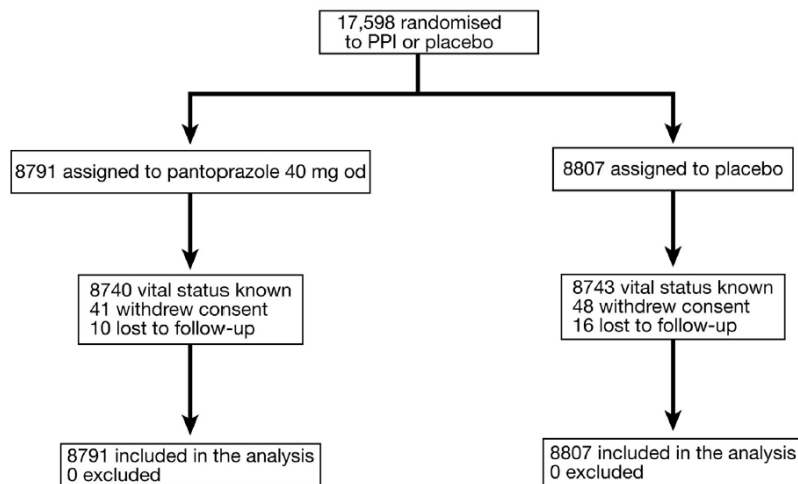 17,598 randomised
to PPI or placebo
8791 assigned to pantoprazole 40 mg od
8807 assigned to placebo
8740 vital status known
41 withdrew consent
10 lost to follow-up
8743 vital status known
48 withdrew consent
16 lost to follow-up
8791 included in the analysis
0 excluded
8807 included in the analysis
0 excluded